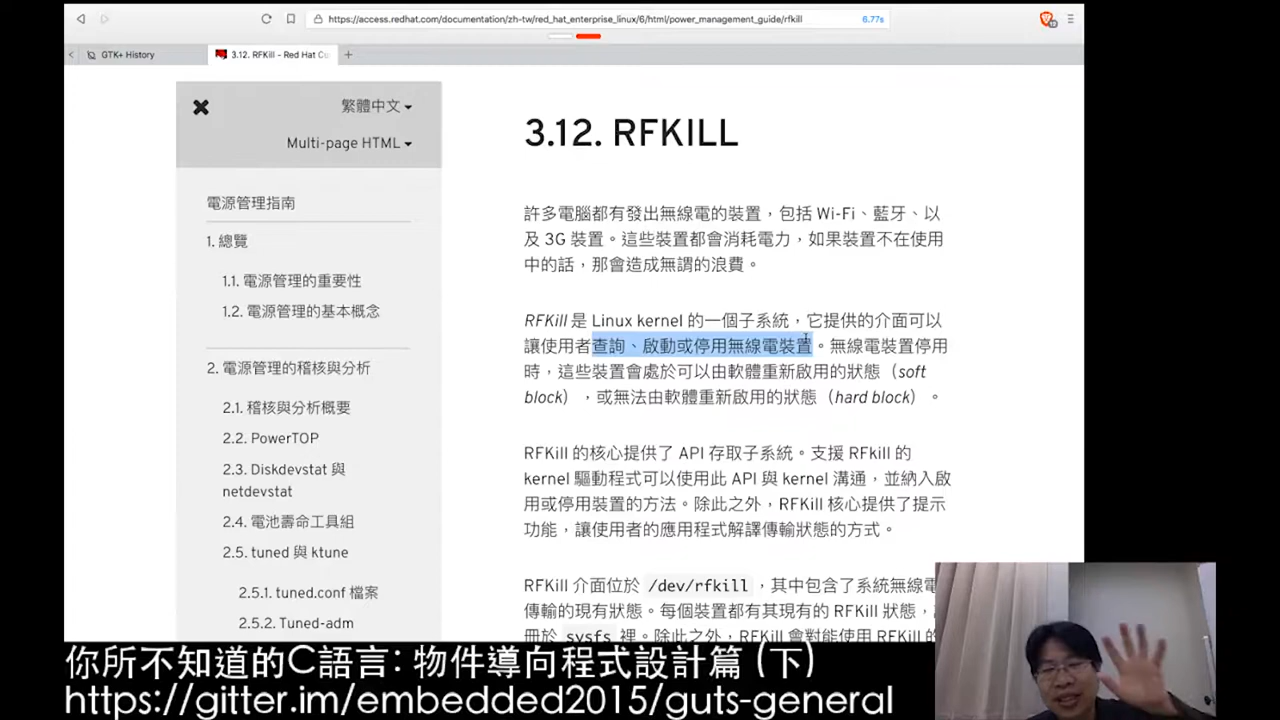 https://access.redhat.com/documentation/zh-tw/red_hat_enterprise_linux/6/html/power_management_guide/rfkill
6.77s
GTK+ History
3.12. RFKill - Red Hat Cu
繁體中文
Multi-page HTML
電源管理指南
1. 總覽
1.1. 電源管理的重要性
1.2. 電源管理的基本概念
2. 電源管理的稽核與分析
2.1. 稽核與分析概要
2.2. PowerTOP
2.3. Diskdevstat 與
netdevstat
2.4. 電池壽命工具組
2.5. tuned 與 ktune
2.5.1. tuned.conf 檔案
2.5.2. Tuned-adm
3.12. RFKILL
許多電腦都有發出無線電的裝置，包括 Wi-Fi、藍牙、以
及 3G 裝置。這些裝置都會消耗電力，如果裝置不在使用
中的話，那會造成無謂的浪費。
RFKill 是 Linux kernel 的一個子系統，它提供的介面可以
讓使用者查詢、啟動或停用無線電裝置。無線電裝置停用
時，這些裝置會處於可以由軟體重新啟用的狀態（soft
block），或無法由軟體重新啟用的狀態（hard block）。
RFKill 的核心提供了 API 存取子系統。支援 RFkill 的
kernel 驅動程式可以使用此 API 與 kernel 溝通，並納入啟
用或停用裝置的方法。除此之外，RFKill 核心提供了提示
功能，讓使用者的應用程式解譯傳輸狀態的方式。
RFKill 介面位於 /dev/rfkill，其中包含了系統無線電
傳輸的現有狀態。每個裝置都有其現有的 RFKill 狀態，
冊於 sysfs 裡。除此之外，RFKill 會對能使用 RFKill 的
你所不知道的C語言: 物件導向程式設計篇 (下)
https://gitter.im/embedded2015/guts-general